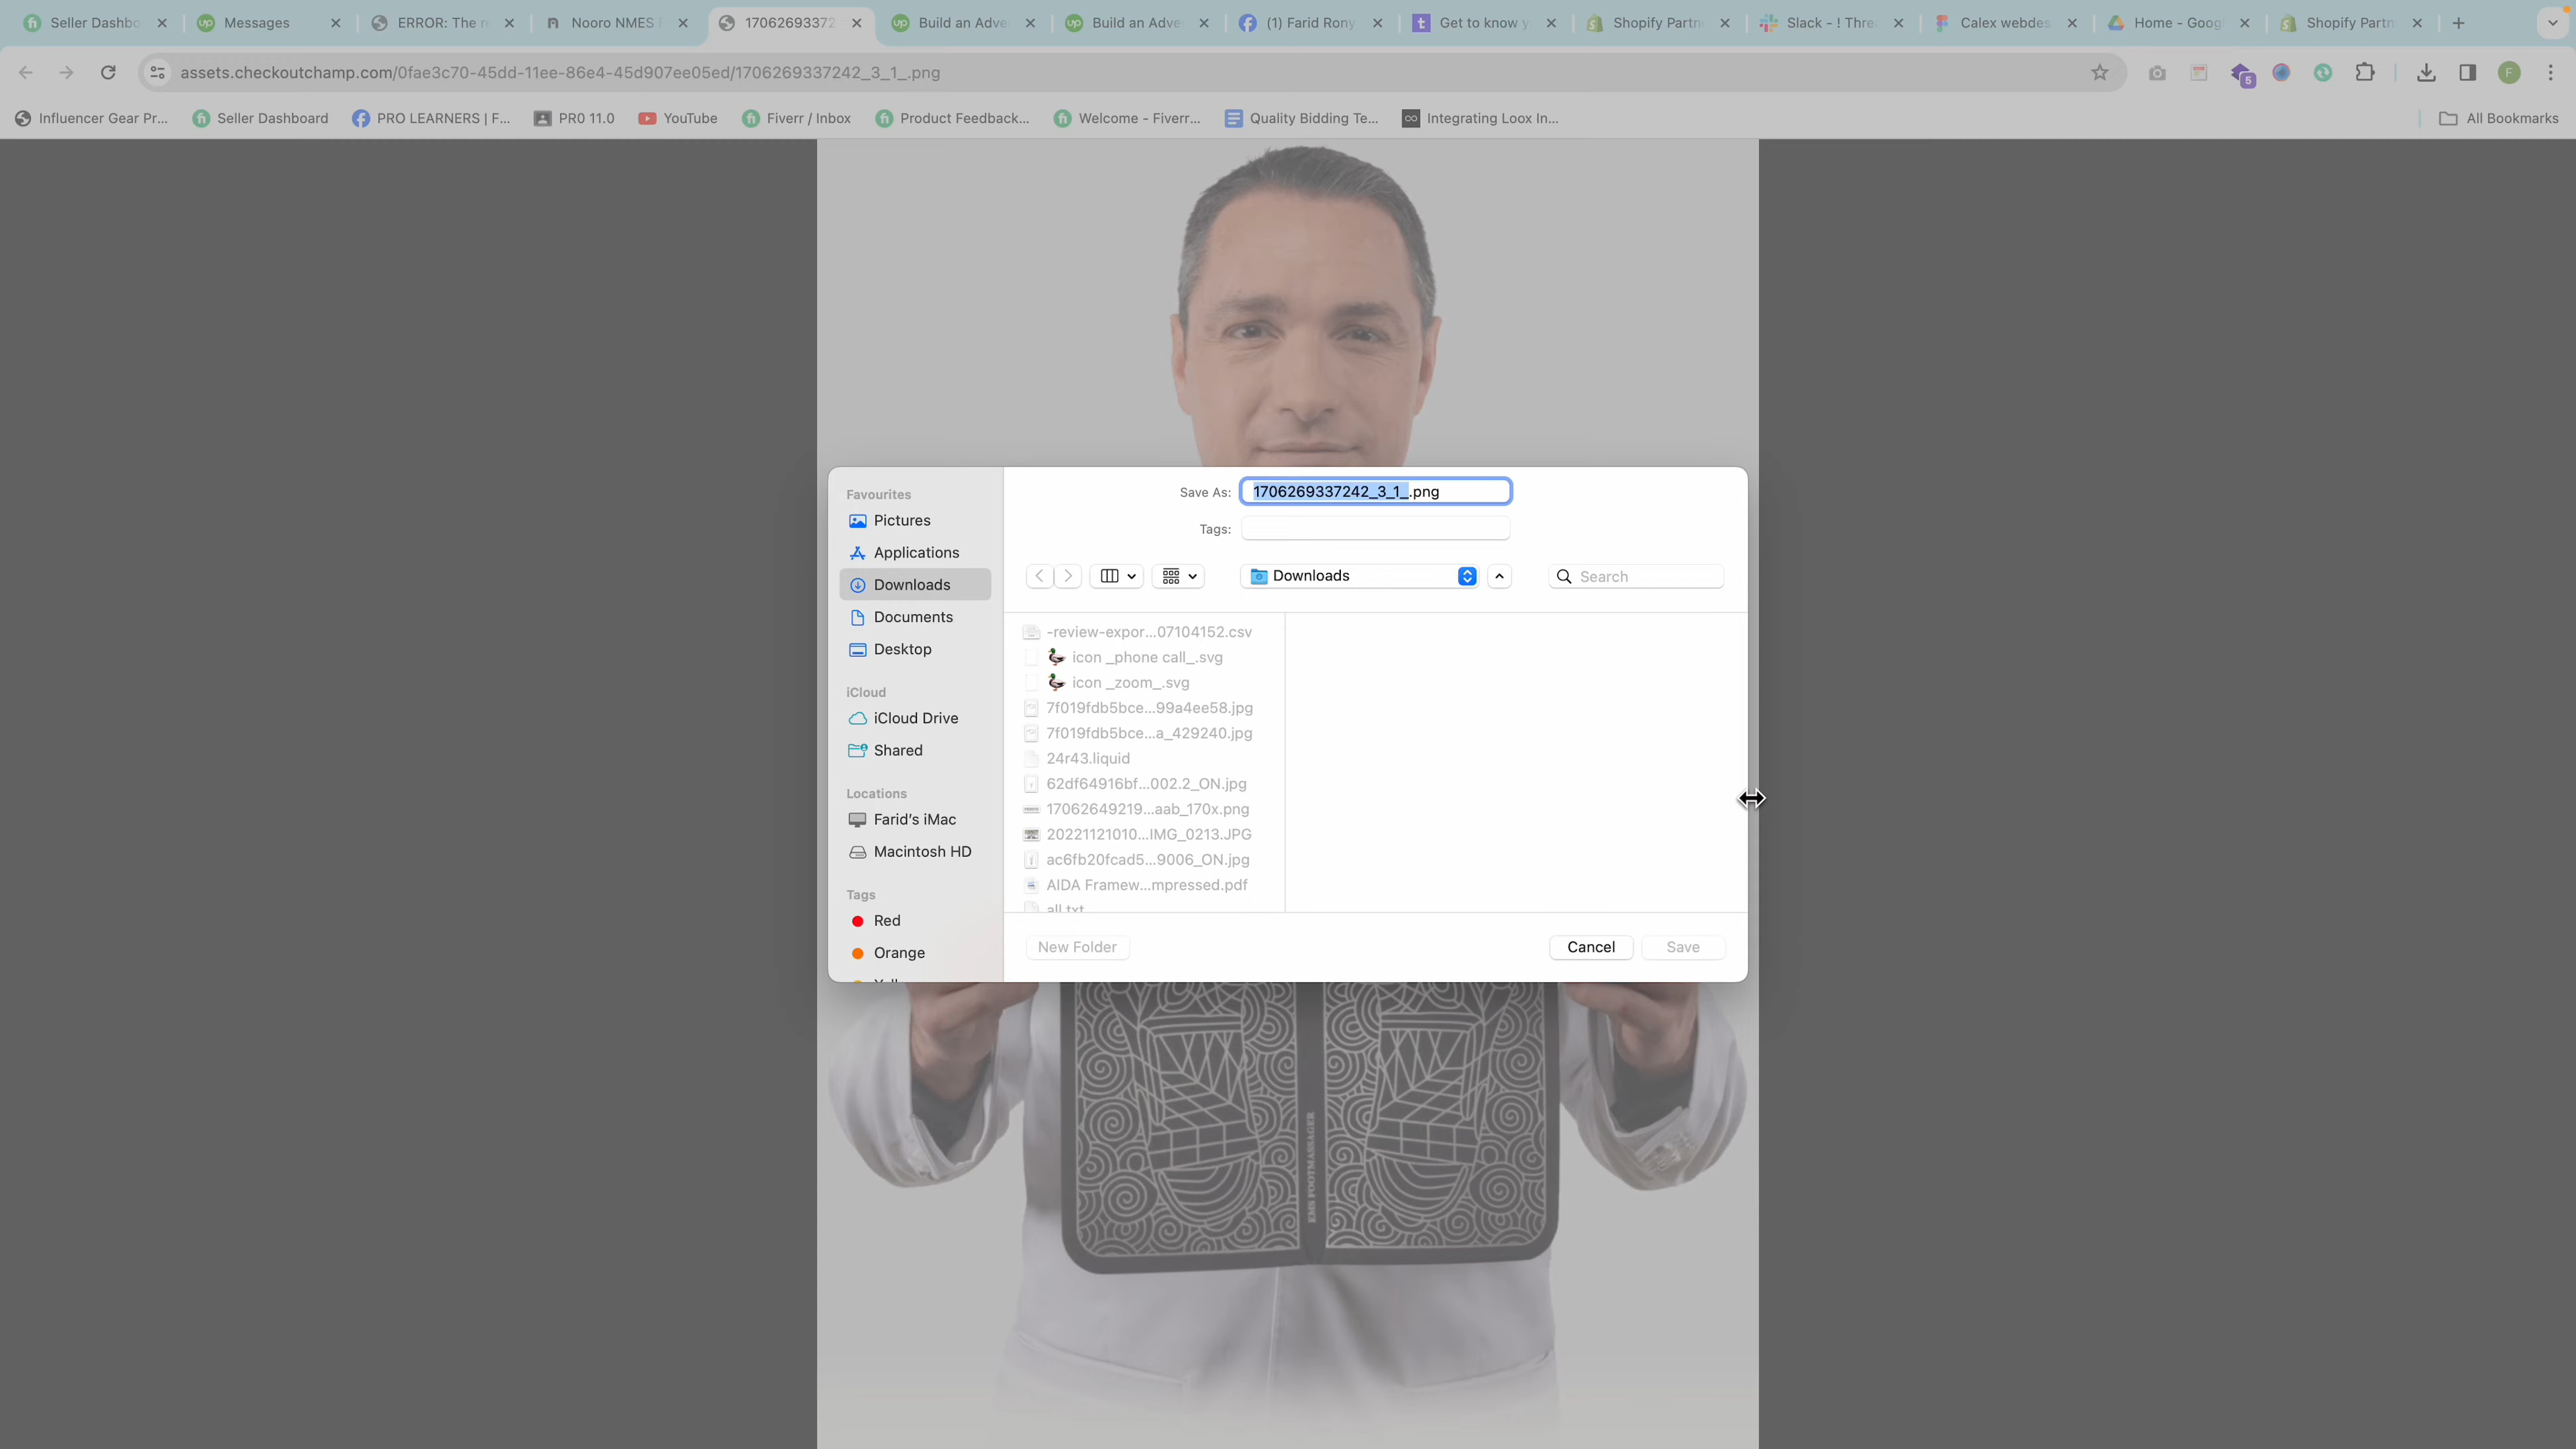 Seller Dashbo
Messages
ERROR: The r
Nooro NMES F
17062693372
Build an Adve
Build an Adve
(1) Farid Rony
Get to know y
Shopify Partn
Slack - ! Thre
Calex webdes
Home - Goog
Shopify Partn
assets.checkoutchamp.com/0fae3c70-45dd-11ee-86e4-45d907ee05ed/1706269337242_3_1_.png
5
F
Influencer Gear Pr...
Seller Dashboard
PRO LEARNERS | F...
PR0 11.0
YouTube
Fiverr / Inbox
Product Feedback...
Welcome - Fiverr...
Quality Bidding Te...
Integrating Loox In...
All Bookmarks
Favourites
Pictures
Applications
Downloads
Documents
Desktop
iCloud
iCloud Drive
Shared
Locations
Farid's iMac
Macintosh HD
Tags
Red
Orange
Save As: 1706269337242_3_1_.png
Tags:
Downloads
Search
-review-expor...07104152.csv
icon _phone call_.svg
icon _zoom_.svg
7f019fdb5bce...99a4ee58.jpg
7f019fdb5bce...a_429240.jpg
24r43.liquid
62df64916bf...002.2_ON.jpg
17062649219...aab_170x.png
20221121010...IMG_0213.JPG
ac6fb20fcad5...9006_ON.jpg
AIDA Framew...mpressed.pdf
all.txt
New Folder
Cancel
Save
EMS FOOTMASSAGER